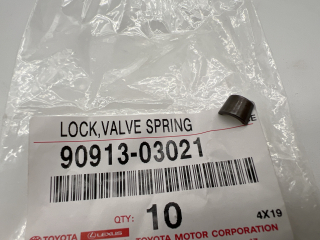 LOCK,VALVE SPRING
90913-03021
QTY: 10
4X19
TOYOTA LEXUS TOYOTA MOTOR CORPORATION